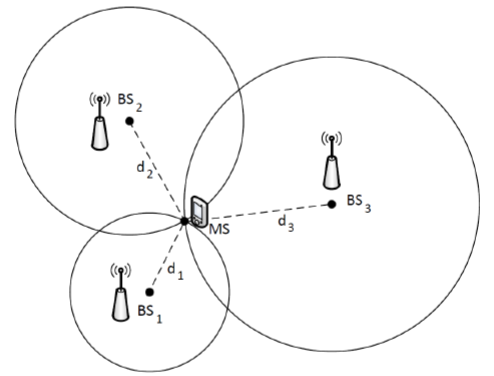 BS₂
d₂
BS₃
MS
d₃
d₁
BS₁